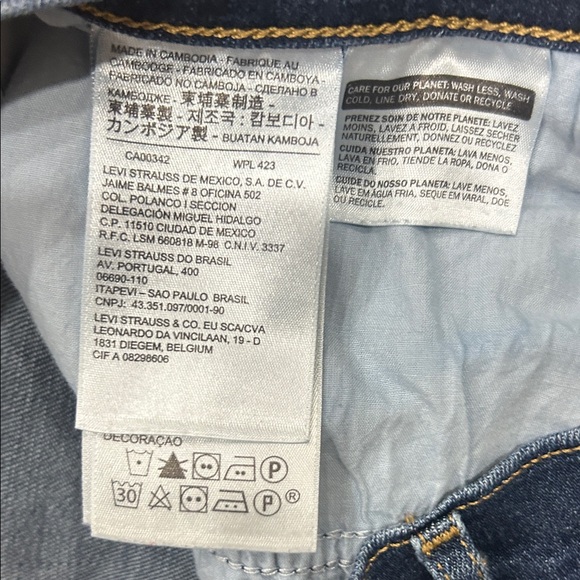 MADE IN CAMBODIA - FABRIQUE AU
CAMBODGE - FABRICADO EN CAMBOYA -
FABRICADO NO CAMBOJA - СДЕЛАНО В
КАМБОДЖЕ - 柬埔寨制造 -
柬埔寨製 - 제조국 : 캄보디아 -
カンボジア製 - BUATAN KAMBOJA
CA00342 WPL 423
LEVI STRAUSS DE MEXICO, S.A. DE C.V.
JAIME BALMES # 8 OFICINA 502
COL. POLANCO I SECCION
DELEGACIÓN MIGUEL HIDALGO
C.P. 11510 CIUDAD DE MEXICO
R.F.C. LSM 660818 M-98 C.N.I.V. 3337
LEVI STRAUSS DO BRASIL
AV. PORTUGAL, 400
06690-110
ITAPEVI – SAO PAULO BRASIL
CNPJ: 43.351.097/0001-90
LEVI STRAUSS & CO. EU SCA/CVA
LEONARDO DA VINCILAAN, 19 - D
1831 DIEGEM, BELGIUM
CIF A 08298606
DECORAÇÃO
P
30 P ®
CARE FOR OUR PLANET: WASH LESS, WASH
COLD, LINE DRY, DONATE OR RECYCLE
PRENEZ SOIN DE NOTRE PLANETE: LAVEZ
MOINS, LAVEZ À FROID, LAISSEZ SÉCHER
NATURELLEMENT, DONNEZ OU RECYCLEZ
CUIDA NUESTRO PLANETA: LAVA MENOS,
LAVA EN FRIO, TIENDE LA ROPA, DONA O
RECICLA.
CUIDE DO NOSSO PLANETA: LAVE MENOS,
LAVE EM ÁGUA FRIA, SEQUE EM VARAL, DOE
OU RECICLE.